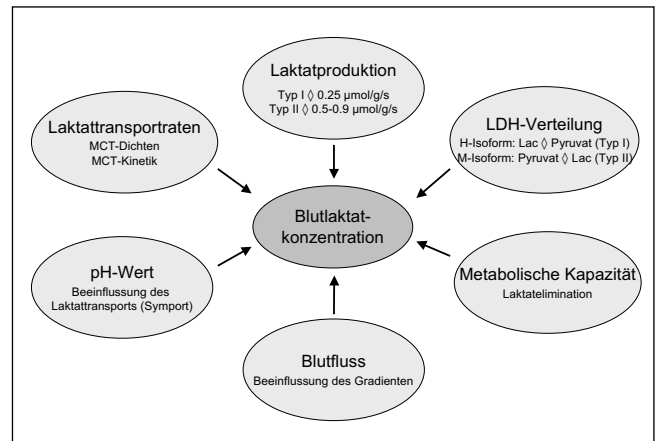 Laktatproduktion
Typ I ◊ 0.25 µmol/g/s
Typ II ◊ 0.5-0.9 µmol/g/s
Laktattransportraten
MCT-Dichten
MCT-Kinetik
LDH-Verteilung
H-Isoform: Lac ◊ Pyruvat (Typ I)
M-Isoform: Pyruvat ◊ Lac (Typ II)
Blutlaktat-
konzentration
pH-Wert
Beeinflussung des
Laktattransports (Symport)
Metabolische Kapazität
Laktatelimination
Blutfluss
Beeinflussung des Gradienten